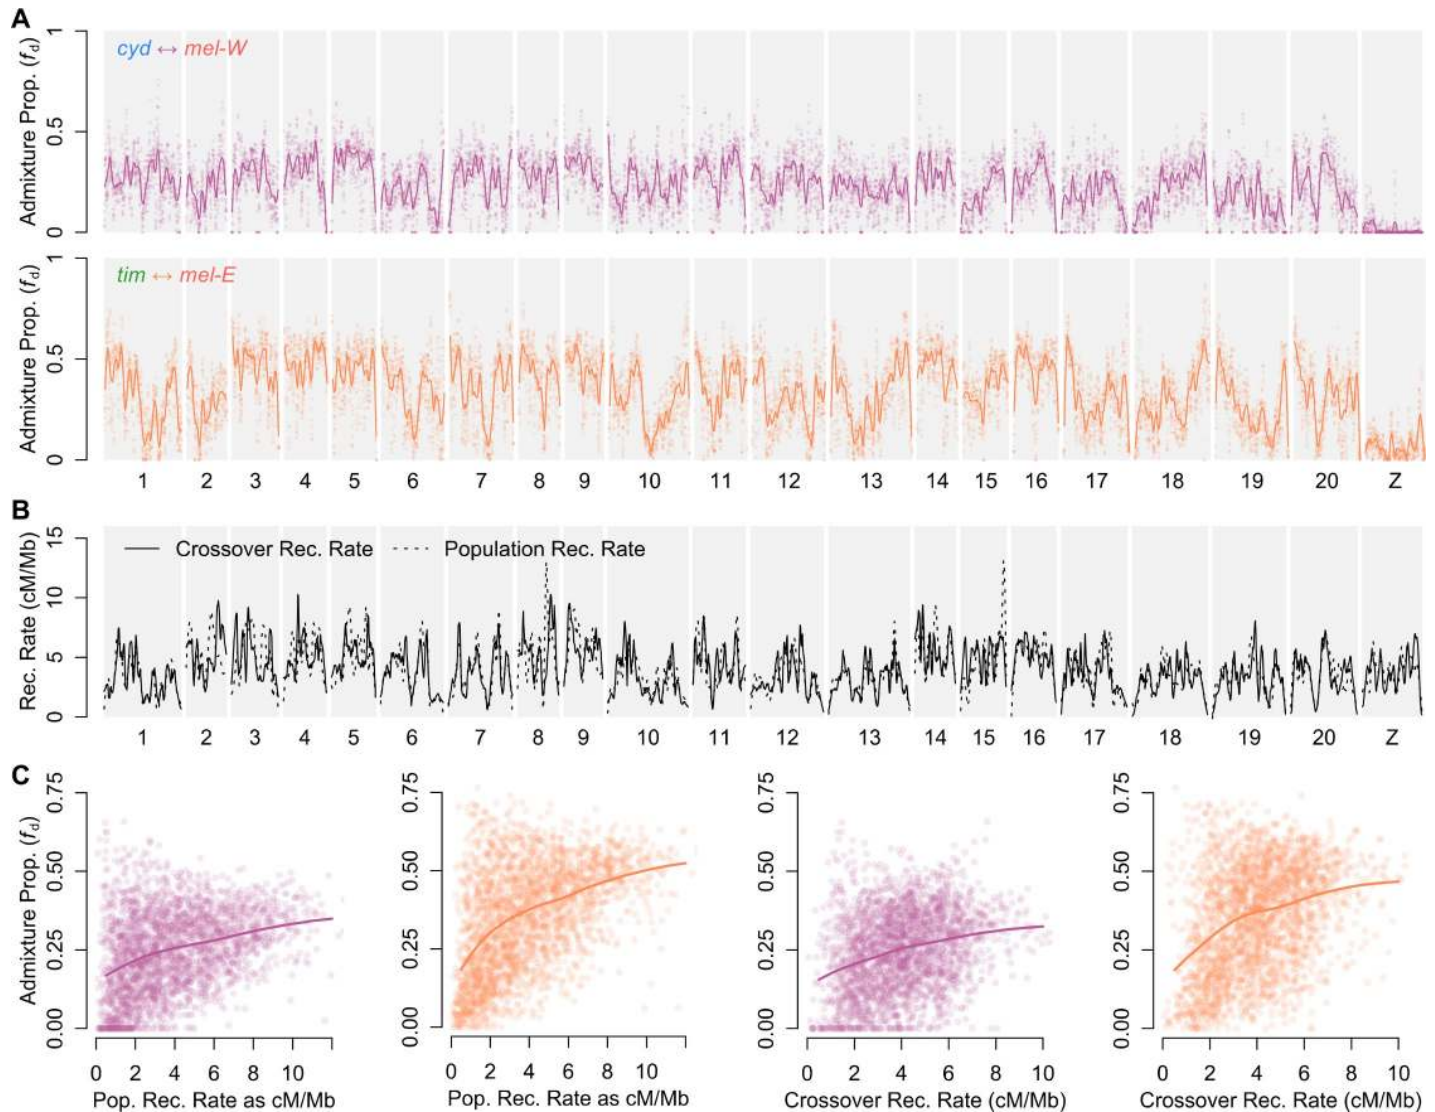 A
cyd ↔ mel-W
Admixture Prop. (fd)
0 0.5 1
tim ↔ mel-E
Admixture Prop. (fd)
0 0.5 1
1 2 3 4 5 6 7 8 9 10 11 12 13 14 15 16 17 18 19 20 Z
B
Crossover Rec. Rate Population Rec. Rate
Rec. Rate (cM/Mb)
0 5 10 15
1 2 3 4 5 6 7 8 9 10 11 12 13 14 15 16 17 18 19 20 Z
C
Admixture Prop. (fd)
0.00 0.25 0.50 0.75
0 2 4 6 8 10
Pop. Rec. Rate as cM/Mb
0.00 0.25 0.50 0.75
0 2 4 6 8 10
Pop. Rec. Rate as cM/Mb
0.00 0.25 0.50 0.75
0 2 4 6 8 10
Crossover Rec. Rate (cM/Mb)
0.00 0.25 0.50 0.75
0 2 4 6 8 10
Crossover Rec. Rate (cM/Mb)